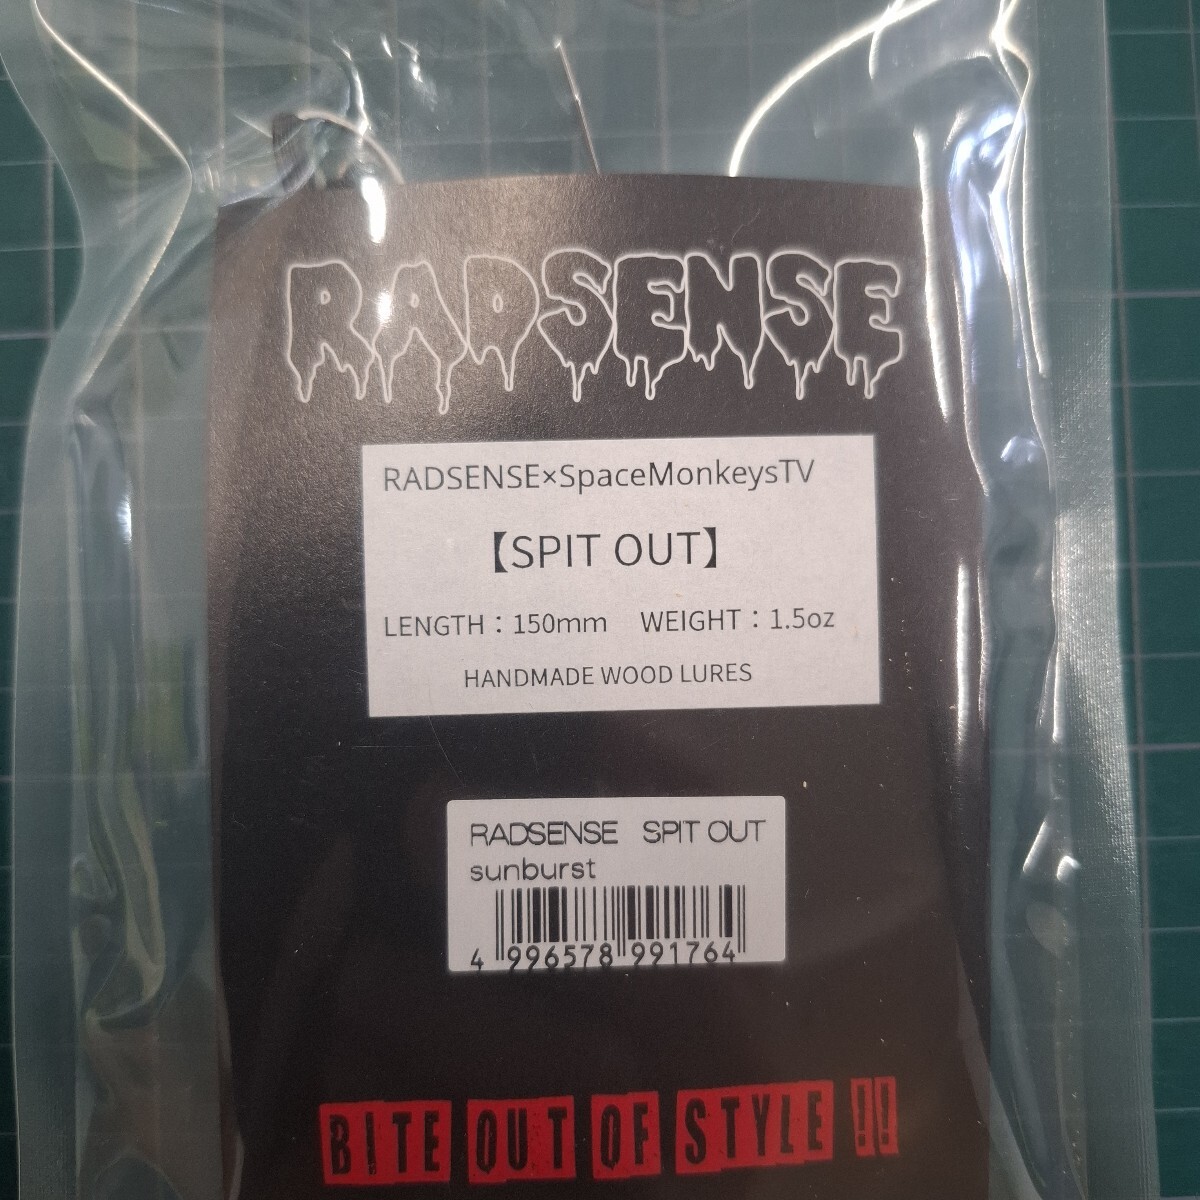 RADSENSE
RADSENSE×SpaceMonkeysTV
【SPIT OUT】
LENGTH：150mm WEIGHT：1.5oz
HANDMADE WOOD LURES
RADSENSE SPIT OUT
sunburst
4 996578 991764
BITE OUT OF STYLE !!